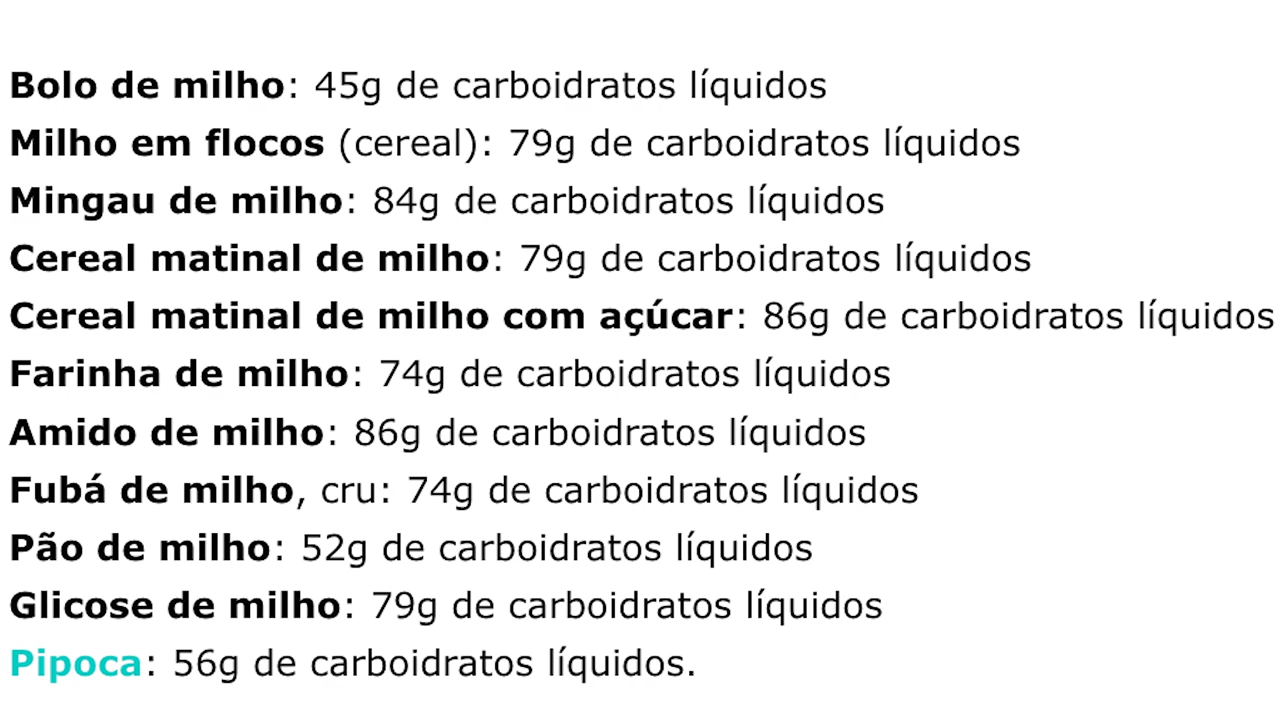 Bolo de milho: 45g de carboidratos líquidos
Milho em flocos (cereal): 79g de carboidratos líquidos
Mingau de milho: 84g de carboidratos líquidos
Cereal matinal de milho: 79g de carboidratos líquidos
Cereal matinal de milho com açúcar: 86g de carboidratos líquidos
Farinha de milho: 74g de carboidratos líquidos
Amido de milho: 86g de carboidratos líquidos
Fubá de milho, cru: 74g de carboidratos líquidos
Pão de milho: 52g de carboidratos líquidos
Glicose de milho: 79g de carboidratos líquidos
Pipoca: 56g de carboidratos líquidos.